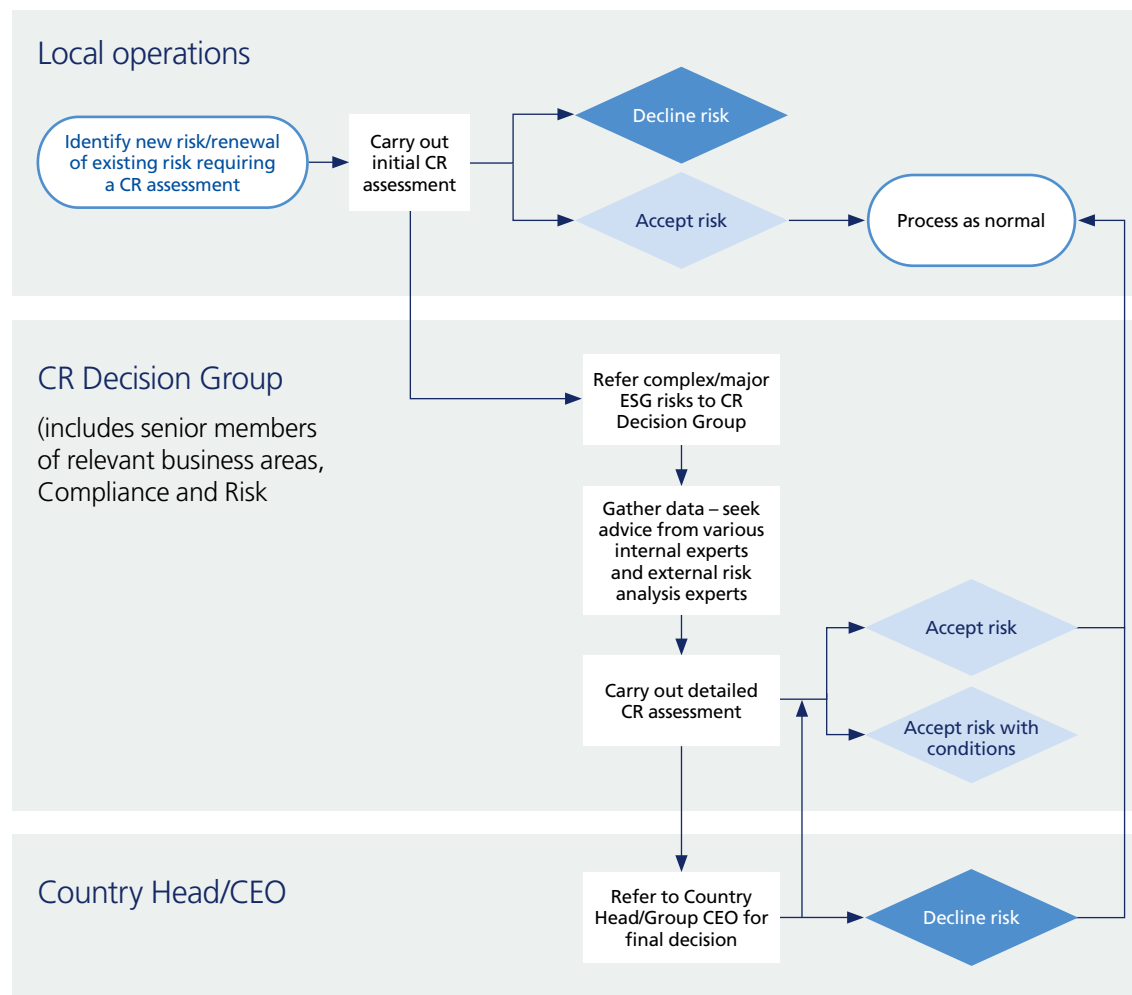 Local operations
Identify new risk/renewal
of existing risk requiring
a CR assessment
Carry out
initial CR
assessment
Decline risk
Accept risk
Process as normal
CR Decision Group
(includes senior members
of relevant business areas,
Compliance and Risk
Refer complex/major
ESG risks to CR
Decision Group
Gather data – seek
advice from various
internal experts
and external risk
analysis experts
Carry out detailed
CR assessment
Accept risk
Accept risk with
conditions
Country Head/CEO
Refer to Country
Head/Group CEO for
final decision
Decline risk